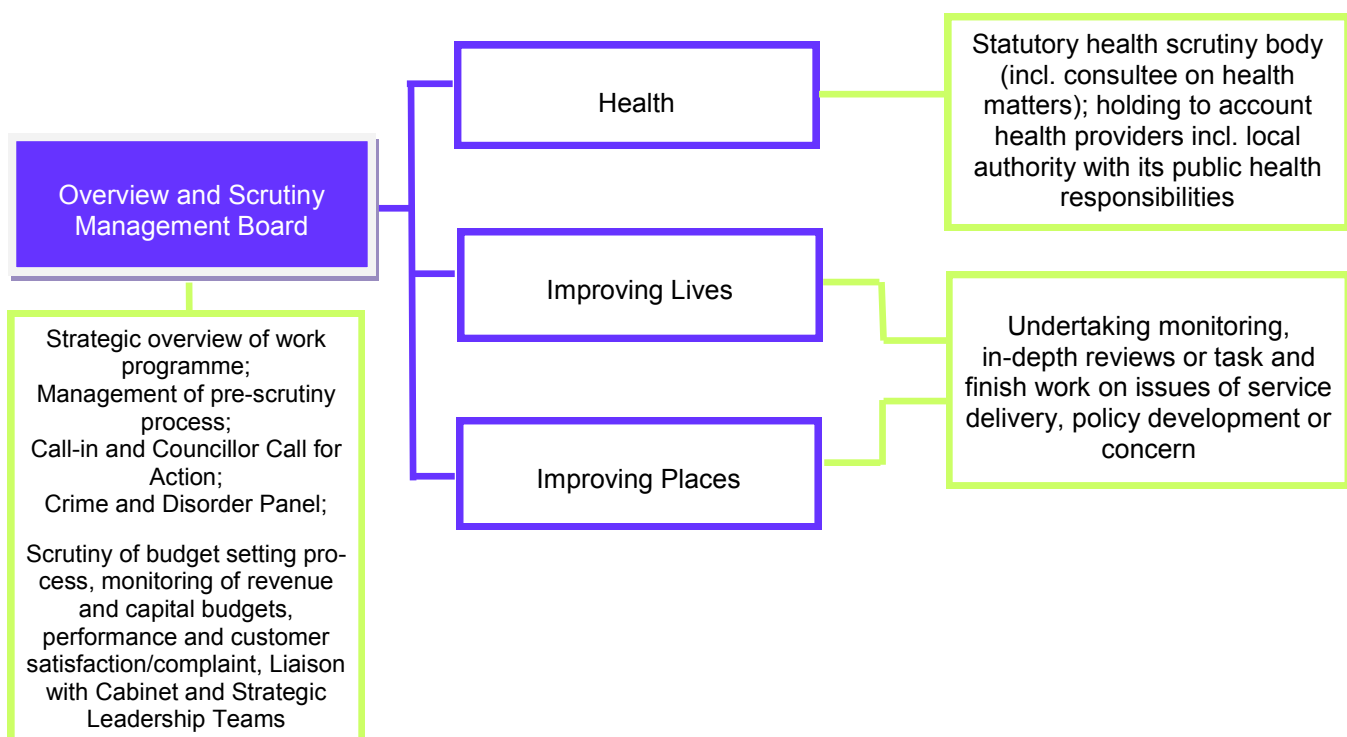 Overview and Scrutiny
Management Board
Strategic overview of work
programme;
Management of pre-scrutiny
process;
Call-in and Councillor Call for
Action;
Crime and Disorder Panel;
Scrutiny of budget setting pro-
cess, monitoring of revenue
and capital budgets,
performance and customer
satisfaction/complaint, Liaison
with Cabinet and Strategic
Leadership Teams
Health
Improving Lives
Improving Places
Statutory health scrutiny body
(incl. consultee on health
matters); holding to account
health providers incl. local
authority with its public health
responsibilities
Undertaking monitoring,
in-depth reviews or task and
finish work on issues of service
delivery, policy development or
concern